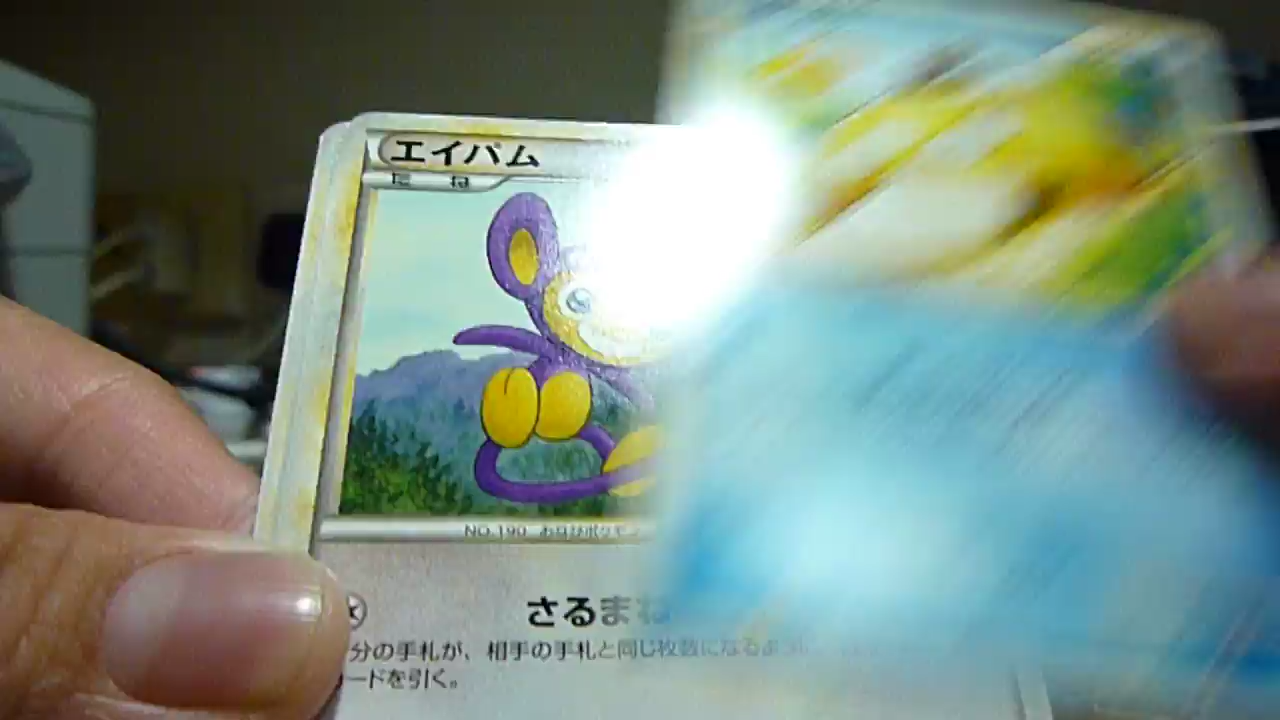 エイパム
たね
NO.190 おながポケモン
さるまね
分の手札が、相手の手札と同じ枚数になるよう
ードを引く。